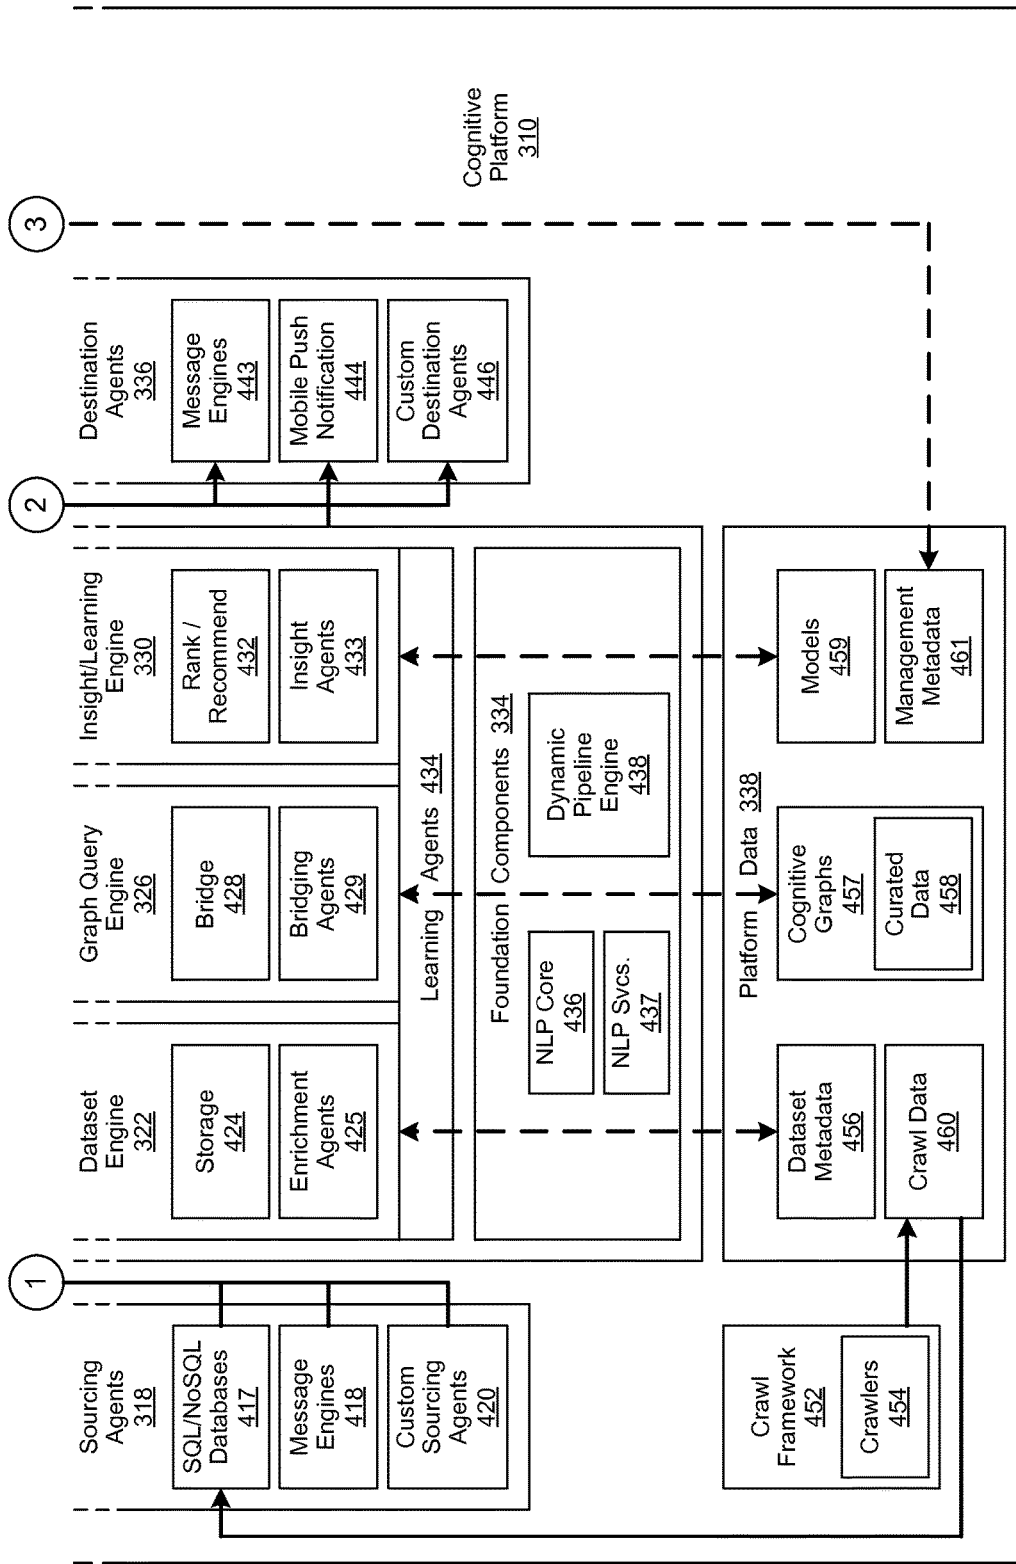 1
2
3
Sourcing
Agents
318
SQL/NoSQL
Databases
417
Message
Engines
418
Custom
Sourcing
Agents
420
Dataset
Engine
322
Storage
424
Enrichment
Agents
425
Graph Query
Engine
326
Bridge
428
Bridging
Agents
429
Insight/Learning
Engine
330
Rank /
Recommend
432
Insight
Agents
433
Learning Agents 434
Foundation Components 334
NLP Core
436
NLP Svcs.
437
Dynamic
Pipeline
Engine
438
Destination
Agents
336
Message
Engines
443
Mobile Push
Notification
444
Custom
Destination
Agents
446
Cognitive
Platform
310
Crawl
Framework
452
Crawlers
454
Platform Data 338
Dataset
Metadata
456
Crawl Data
460
Cognitive
Graphs
457
Curated
Data
458
Models
459
Management
Metadata
461